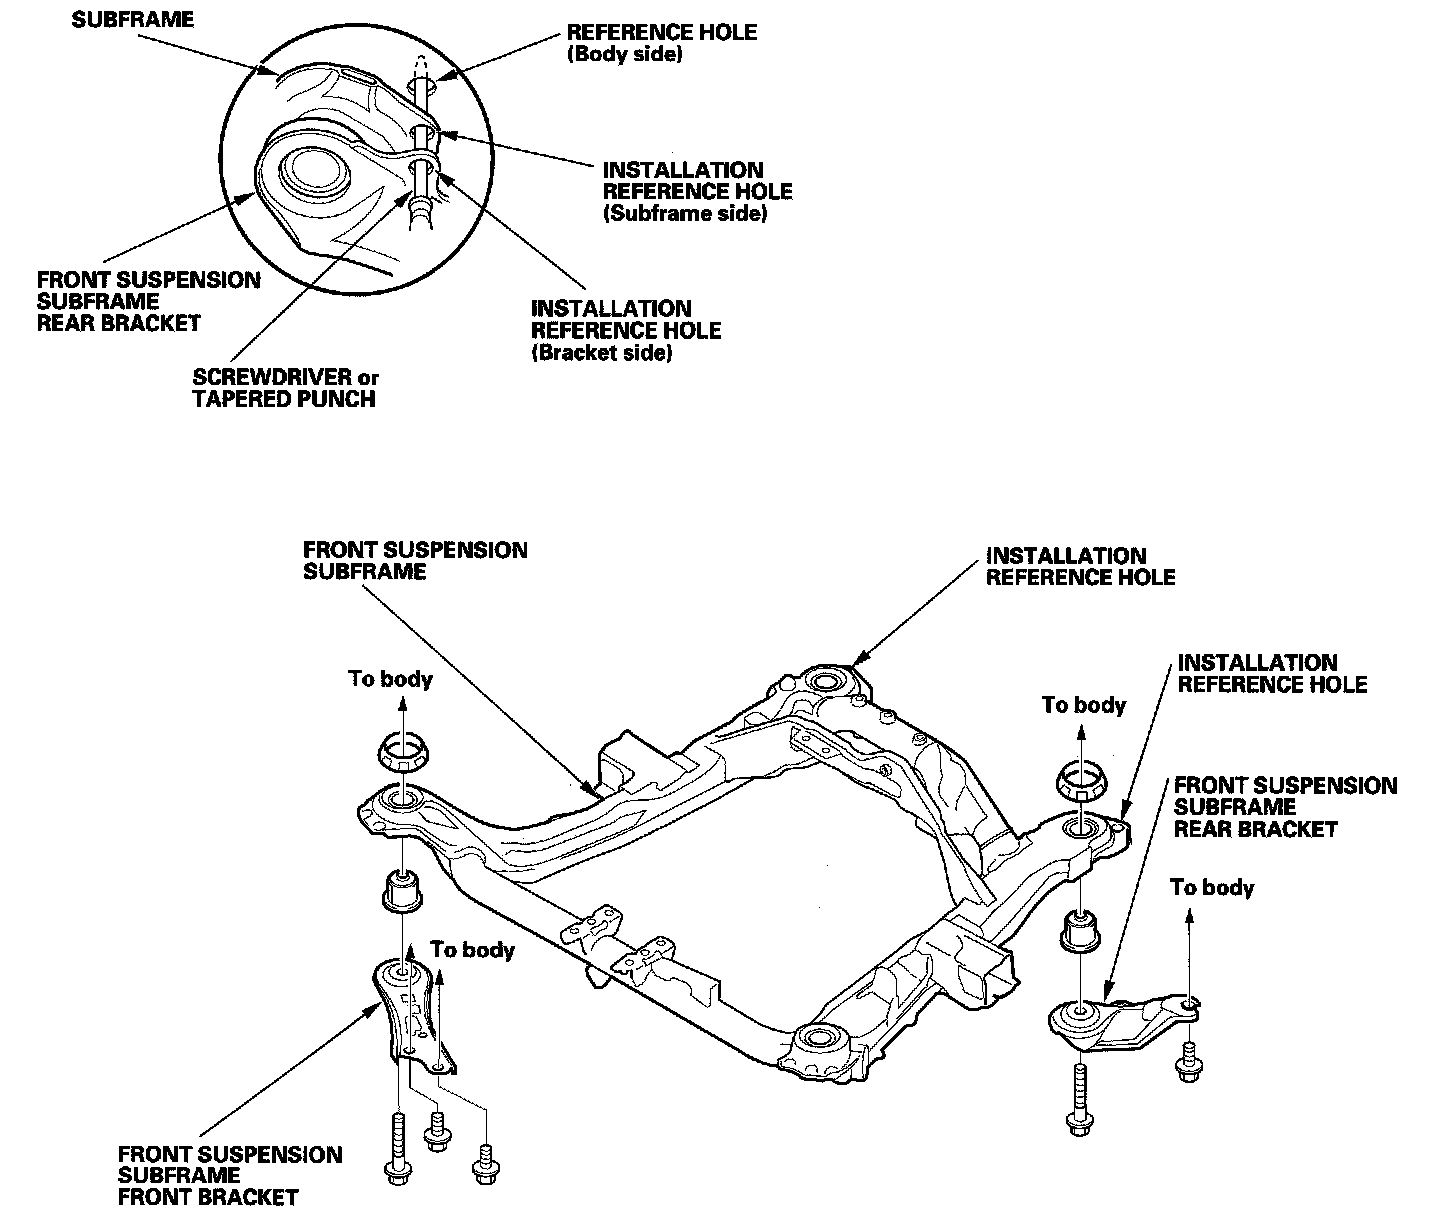 SUBFRAME
REFERENCE HOLE
(Body side)
INSTALLATION
REFERENCE HOLE
(Subframe side)
FRONT SUSPENSION
SUBFRAME
REAR BRACKET
INSTALLATION
REFERENCE HOLE
(Bracket side)
SCREWDRIVER or
TAPERED PUNCH
FRONT SUSPENSION
SUBFRAME
INSTALLATION
REFERENCE HOLE
To body
INSTALLATION
REFERENCE HOLE
To body
FRONT SUSPENSION
SUBFRAME
REAR BRACKET
To body
To body
FRONT SUSPENSION
SUBFRAME
FRONT BRACKET